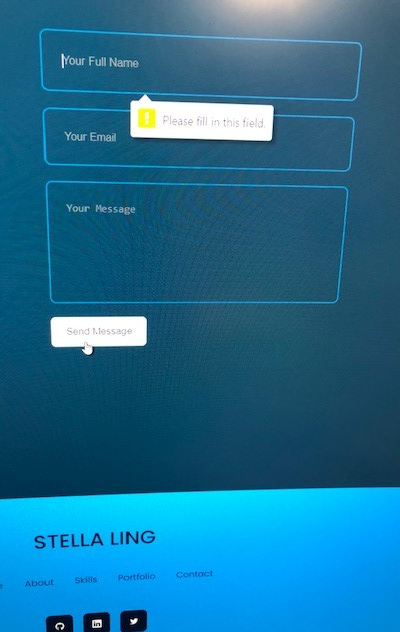 Your Full Name
Please fill in this field.
Your Email
Your Message
Send Message
STELLA LING
About Skills Portfolio Contact
in